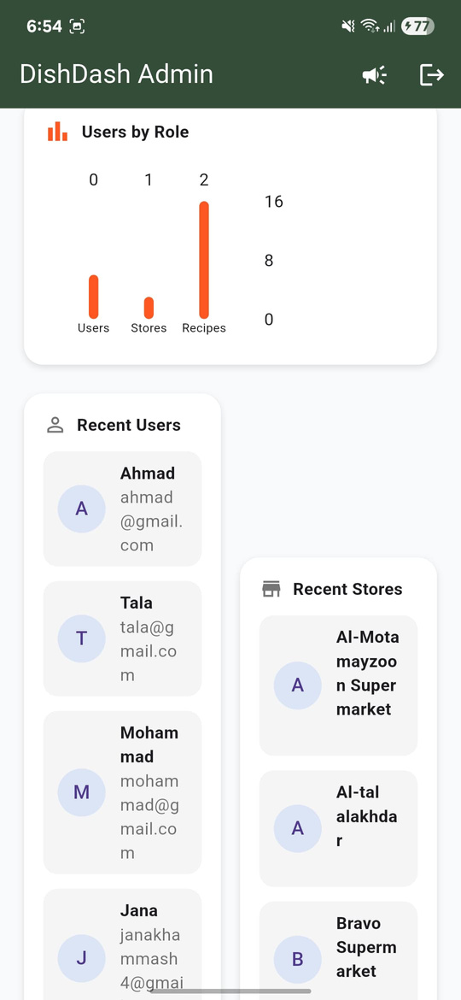 6:54
77
DishDash Admin
Users by Role
0 1 2
16
8
0
Users Stores Recipes
Recent Users
A
Ahmad
ahmad
@gmail.
com
T
Tala
tala@g
mail.co
m
M
Moham
mad
moham
mad@g
mail.co
m
J
Jana
janakha
mmash
4@gmai
Recent Stores
A
Al-Mota
mayzoo
n Super
market
A
Al-tal
alakhda
r
B
Bravo
Superm
arket